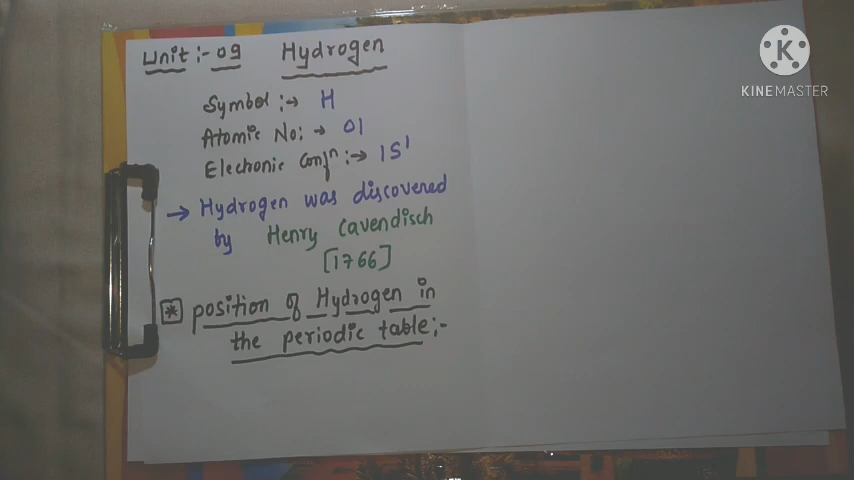 Unit :- 09 Hydrogen
Symbol :→ H
Atomic No: → 01
Electronic Confⁿ :→ 1S¹
→ Hydrogen was discovered
by Henry Cavendisch
[1766]
* position of Hydrogen in
the periodic table :-
K
KINEMASTER